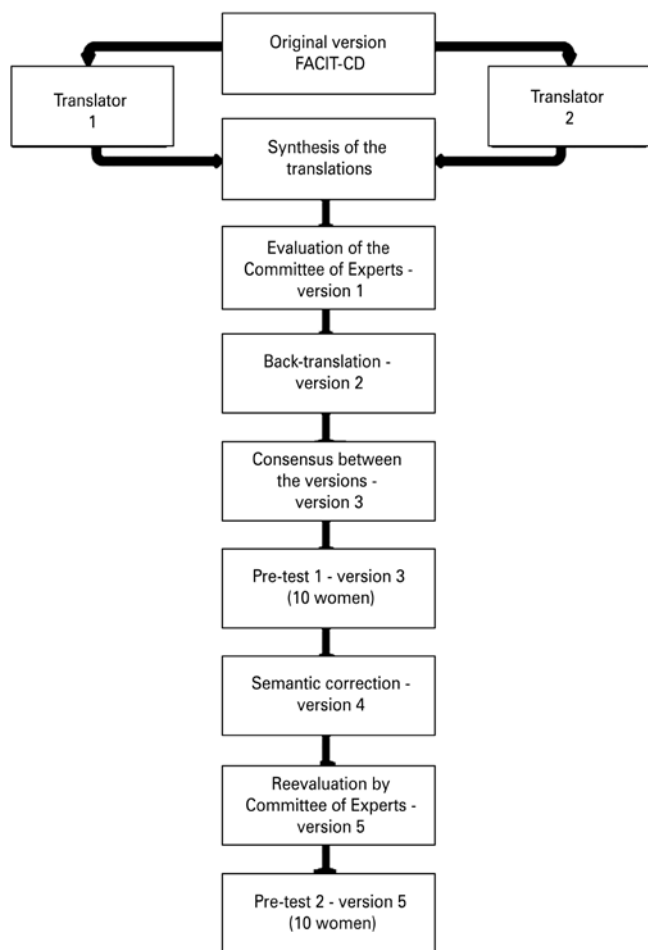 Original version
FACIT-CD
Translator
1
Translator
2
Synthesis of the
translations
Evaluation of the
Committee of Experts -
version 1
Back-translation -
version 2
Consensus between
the versions -
version 3
Pre-test 1 - version 3
(10 women)
Semantic correction -
version 4
Reevaluation by
Committee of Experts -
version 5
Pre-test 2 - version 5
(10 women)